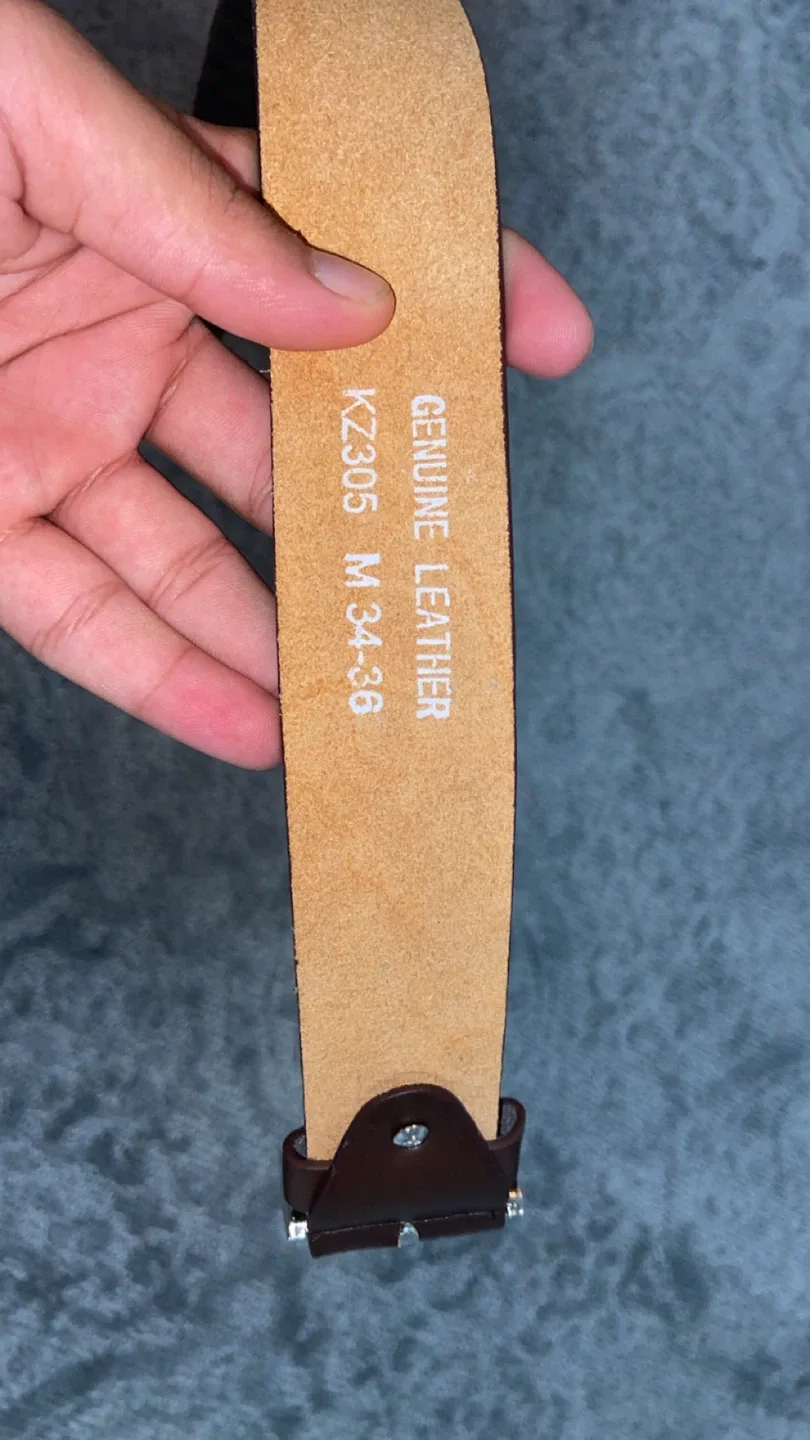 GENUINE LEATHER
KZ305 M 34-36